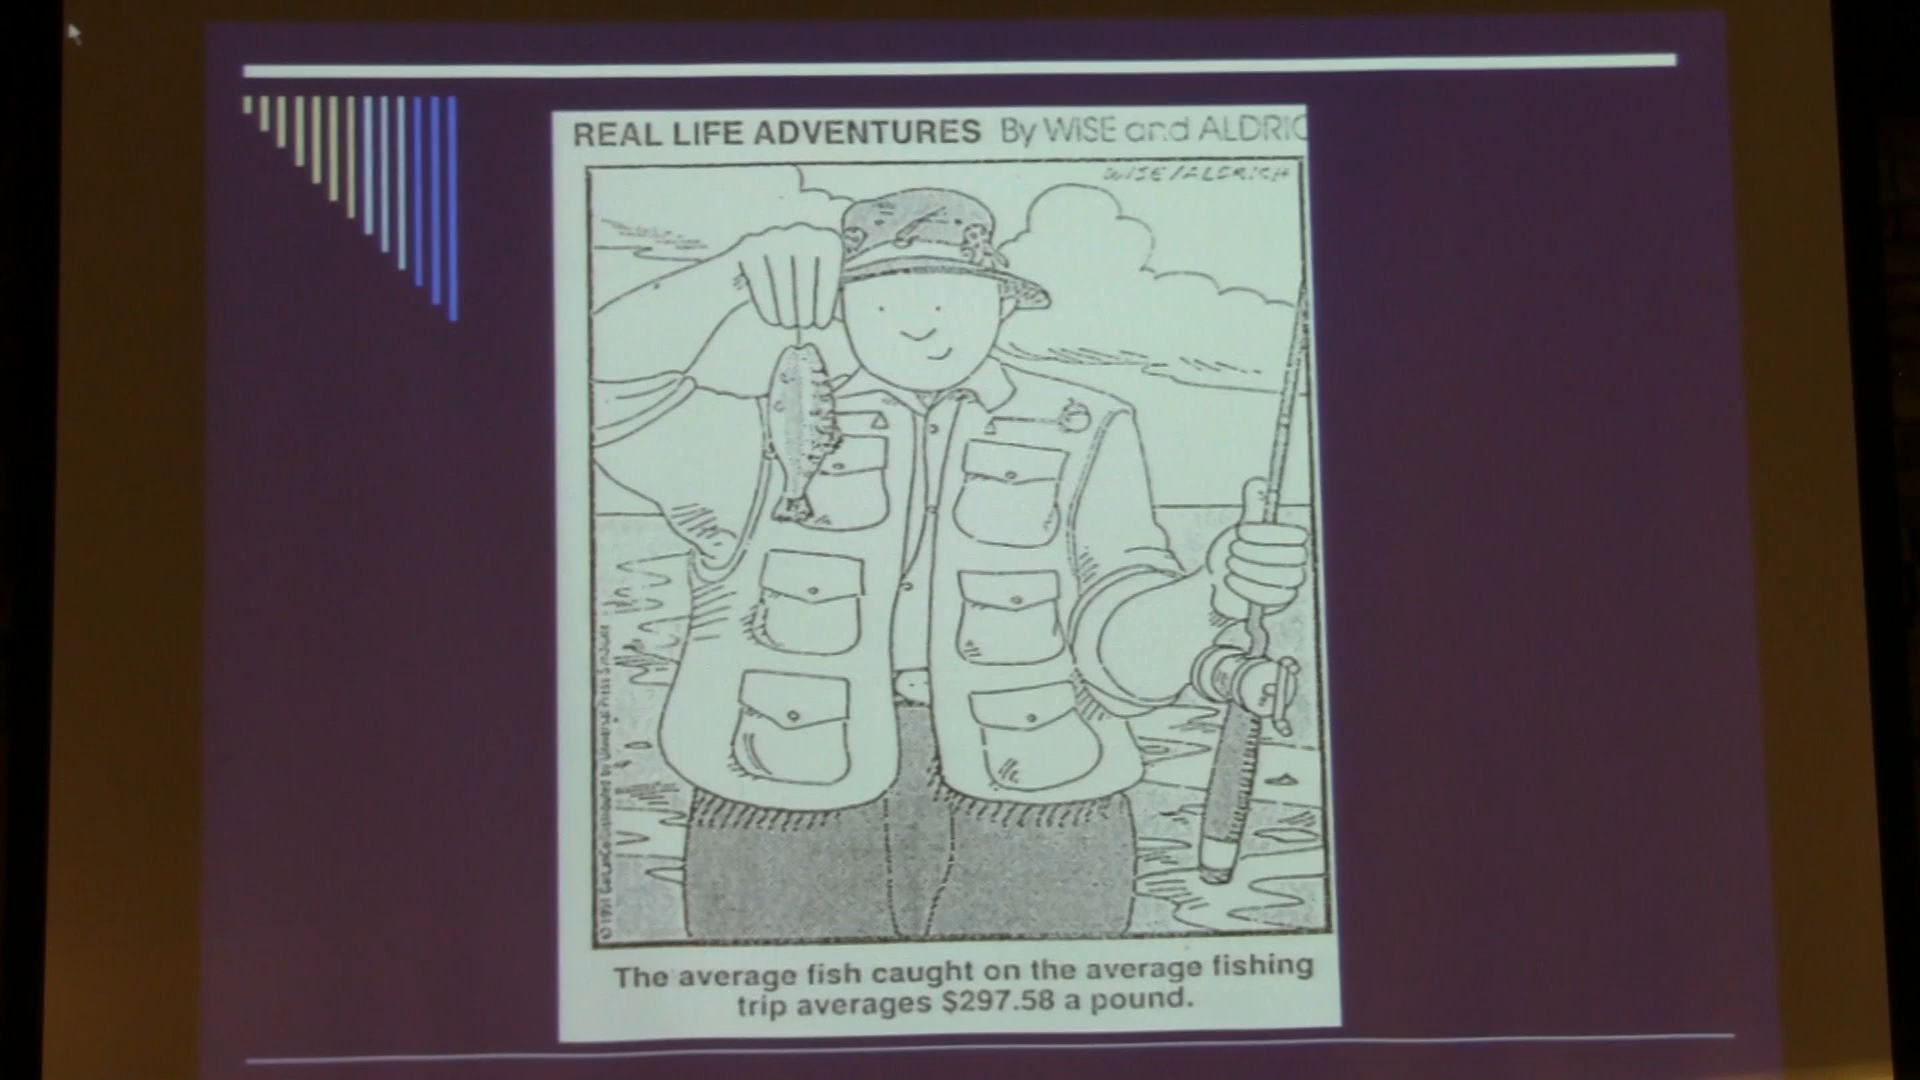 REAL LIFE ADVENTURES By WiSE and ALDRIC
WISE/ALDRICH
The average fish caught on the average fishing
trip averages $297.58 a pound.